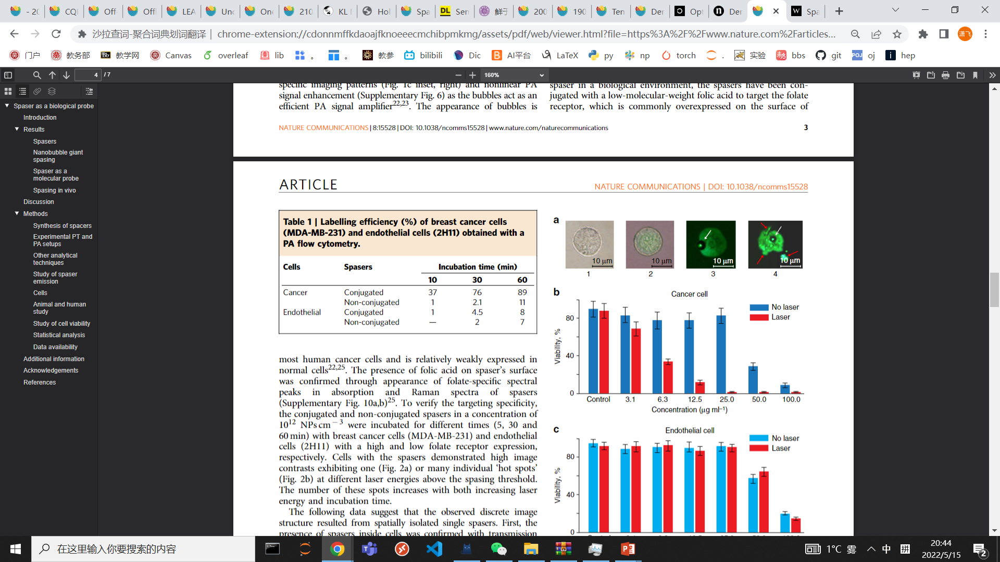 - 20
CQU
Off-
Offl
LEA
Unc
One
210
KL D
Hol
Spa
DL
Sen
鲜于
200
190
Ten
Der
Opt
n
Der
W
Spa
沙拉查词-聚合词典划词翻译 | chrome-extension://cdonnmffkdaoajfknoeeecmchibpmkmg/assets/pdf/web/viewer.html?file=https%3A%2F%2Fwww.nature.com%2Farticles...
潇飞
门户
教务部
Bb
教学网
Canvas
overleaf
lib
。
。
教参
bilibili
Dic
B
AI平台
LaTeX
py
np
torch
.
实验
bbs
git
POJ
oj
i
hep
4
/ 7
160%
Spaser as a biological probe
Introduction
Results
Spasers
Nanobubble giant
spasing
Spaser as a
molecular probe
Spasing in vivo
Discussion
Methods
Synthesis of spacers
Experimental PT and
PA setups
Other analytical
techniques
Study of spaser
emission
Cells
Animal and human
study
Study of cell viability
Statistical analysis
Data availability
Additional information
Acknowledgements
References
specific imaging patterns (Fig. 1c inset, right) and nonlinear PA
signal enhancement (Supplementary Fig. 6) as the bubbles act as an
efficient PA signal amplifier22,23. The appearance of bubbles is
spaser in a biological environment, the spasers have been con-
jugated with a low-molecular-weight folic acid to target the folate
receptor, which is commonly overexpressed on the surface of
NATURE COMMUNICATIONS | 8:15528 | DOI: 10.1038/ncomms15528 | www.nature.com/naturecommunications
3
ARTICLE
NATURE COMMUNICATIONS | DOI: 10.1038/ncomms15528
Table 1 | Labelling efficiency (%) of breast cancer cells
(MDA-MB-231) and endothelial cells (2H11) obtained with a
PA flow cytometry.
Cells Spasers Incubation time (min)
10 30 60
Cancer Conjugated 37 76 89
Non-conjugated 1 2.1 11
Endothelial Conjugated 1 4.5 8
Non-conjugated — 2 7
most human cancer cells and is relatively weakly expressed in
normal cells22,25. The presence of folic acid on spaser's surface
was confirmed through appearance of folate-specific spectral
peaks in absorption and Raman spectra of spasers
(Supplementary Fig. 10a,b)25. To verify the targeting specificity,
the conjugated and non-conjugated spasers in a concentration of
10^12 NPs cm^−3 were incubated for different times (5, 30 and
60 min) with breast cancer cells (MDA-MB-231) and endothelial
cells (2H11) with a high and low folate receptor expression,
respectively. Cells with the spasers demonstrated high image
contrasts exhibiting one (Fig. 2a) or many individual 'hot spots'
(Fig. 2b) at different laser energies above the spasing threshold.
The number of these spots increases with both increasing laser
energy and incubation time.
The following data suggest that the observed discrete image
structure resulted from spatially isolated single spasers. First, the
presence of spasers inside cells was confirmed with transmission
a
10 μm
10 μm
10 μm
10 μm
1
2
3
4
b
Cancer cell
No laser
Laser
Viability, %
80
40
0
Control 3.1 6.3 12.5 25.0 50.0 100.0
Concentration (μg ml−1)
c
Endothelial cell
No laser
Laser
Viability, %
80
40
0
在这里输入你要搜索的内容
1°C 雾
中
拼
20:44
2022/5/15
2